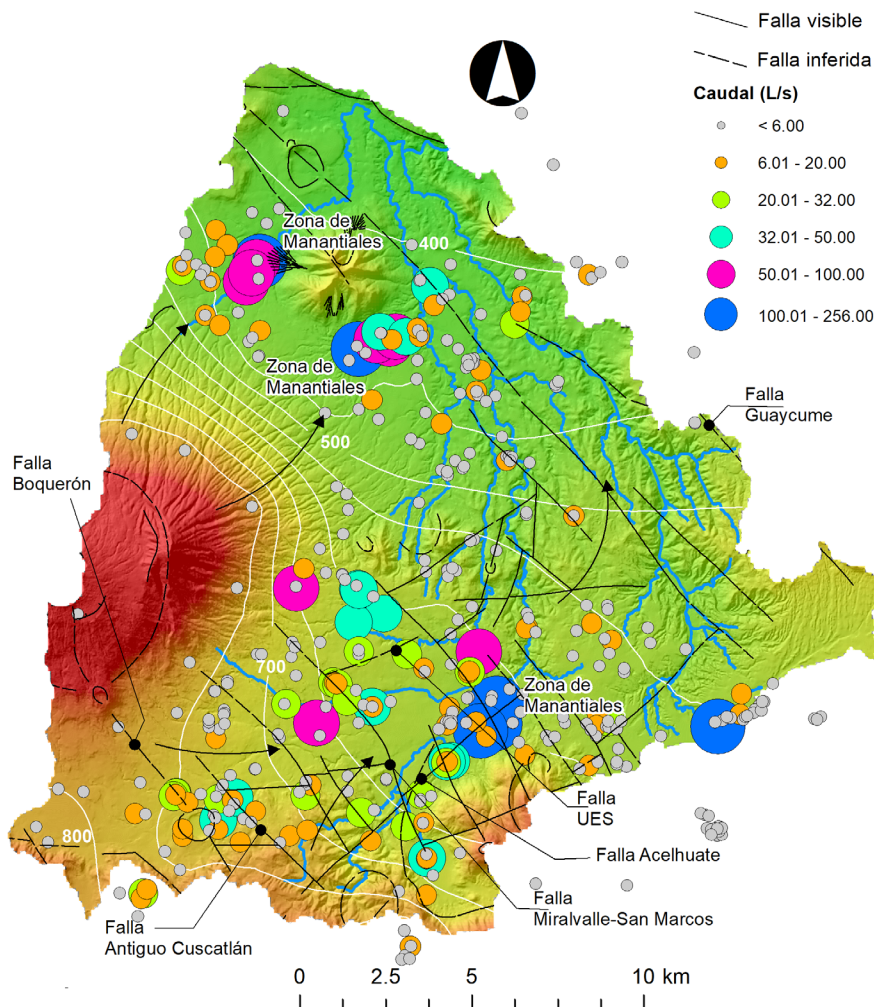 Falla visible
Falla inferida
Caudal (L/s)
< 6.00
6.01 - 20.00
20.01 - 32.00
32.01 - 50.00
50.01 - 100.00
100.01 - 256.00
Zona de
Manantiales
400
Zona de
Manantiales
Falla
Guaycume
500
Falla
Boquerón
700
Zona de
Manantiales
Falla
UES
800
Falla Acelhuate
Falla
Miralvalle-San Marcos
Falla
Antiguo Cuscatlán
0 2.5 5 10 km